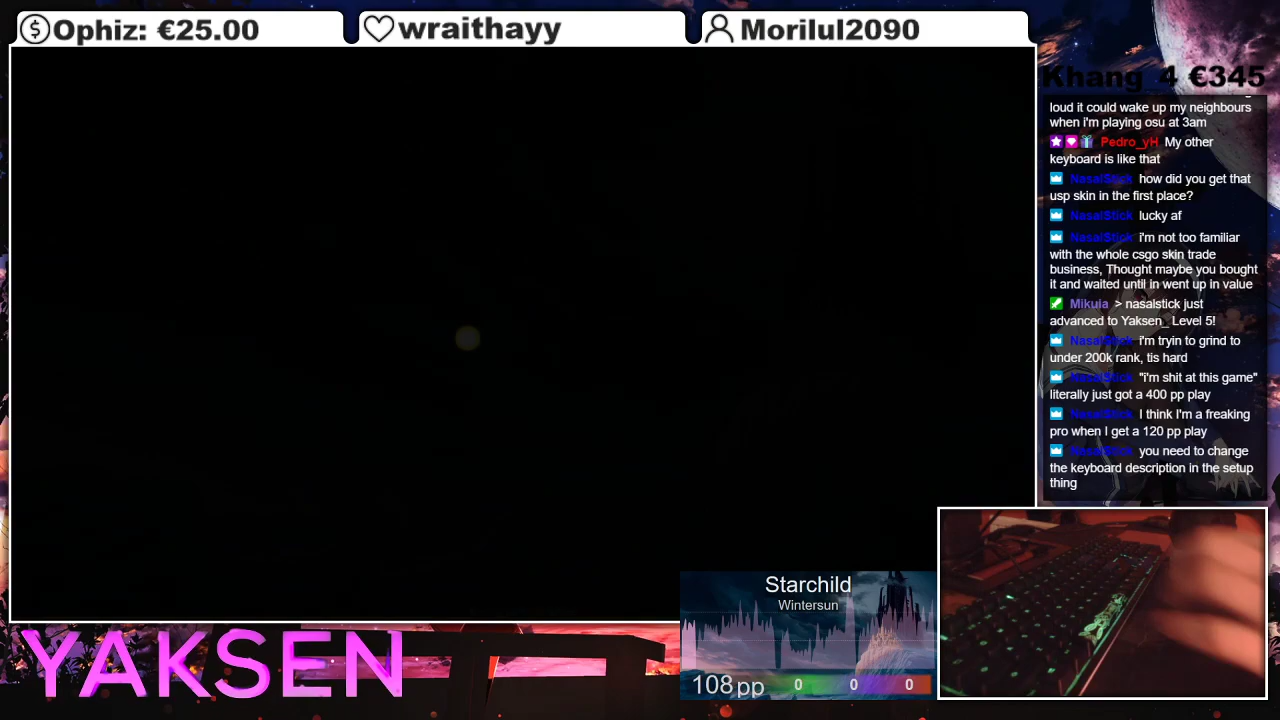 Ophiz: €25.00
wraithayy
Morilul2090
Khang_4 €345
loud it could wake up my neighbours
when i'm playing osu at 3am
Pedro_yH My other
keyboard is like that
NasalStick how did you get that
usp skin in the first place?
NasalStick lucky af
NasalStick i'm not too familiar
with the whole csgo skin trade
business, Thought maybe you bought
it and waited until in went up in value
Mikuia > nasalstick just
advanced to Yaksen_ Level 5!
NasalStick i'm tryin to grind to
under 200k rank, tis hard
NasalStick "i'm shit at this game"
literally just got a 400 pp play
NasalStick I think I'm a freaking
pro when I get a 120 pp play
NasalStick you need to change
the keyboard description in the setup
thing
Starchild
Wintersun
108pp 0 0 0
YAKSEN